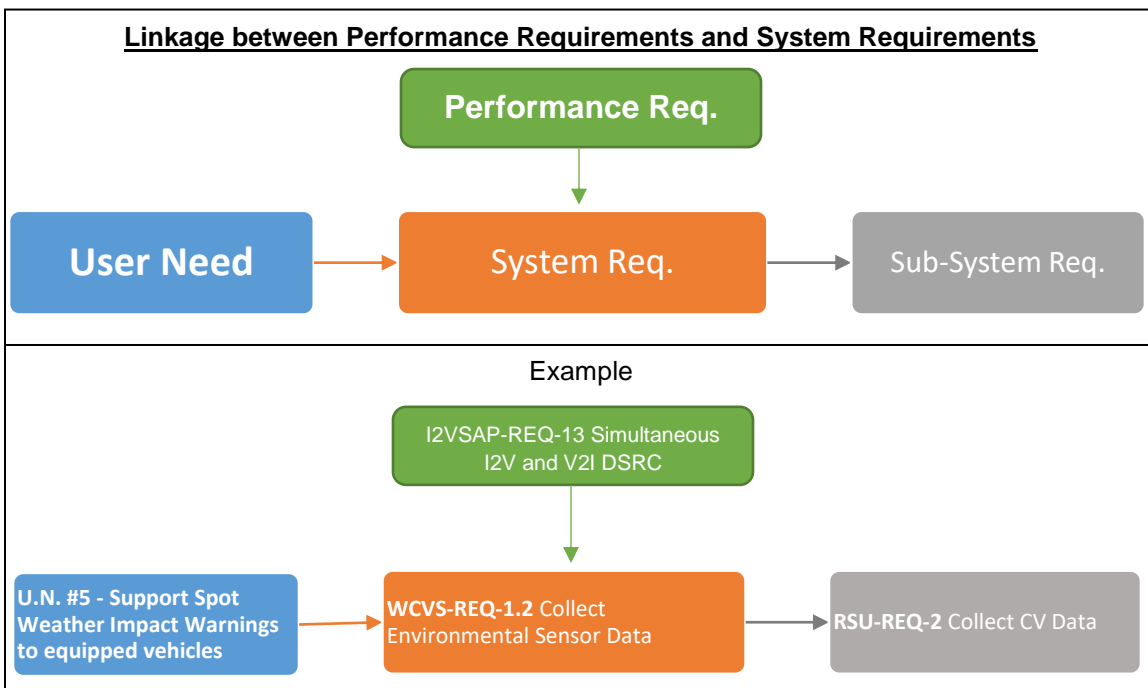 Linkage between Performance Requirements and System Requirements
Performance Req.
User Need
System Req.
Sub-System Req.
Example
I2VSAP-REQ-13 Simultaneous
I2V and V2I DSRC
U.N. #5 - Support Spot
Weather Impact Warnings
to equipped vehicles
WCVS-REQ-1.2 Collect
Environmental Sensor Data
RSU-REQ-2 Collect CV Data